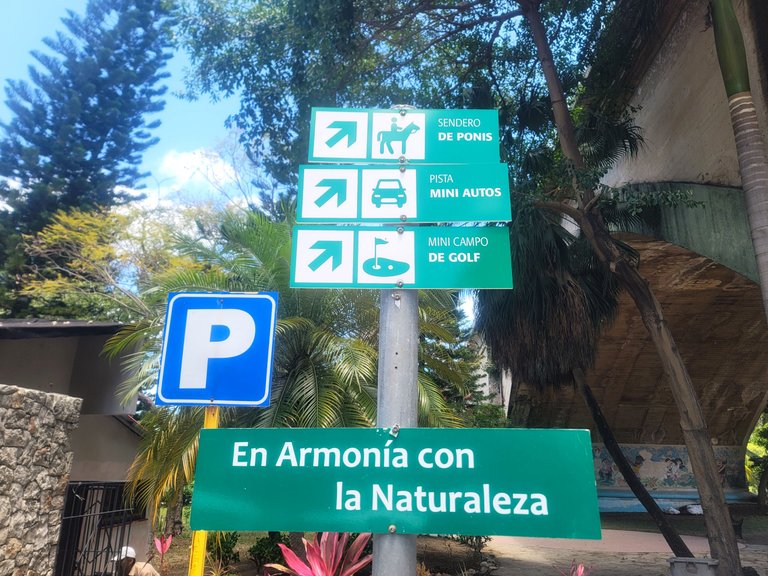 SENDERO
DE PONIS
PISTA
MINI AUTOS
MINI CAMPO
DE GOLF
P
En Armonía con
la Naturaleza